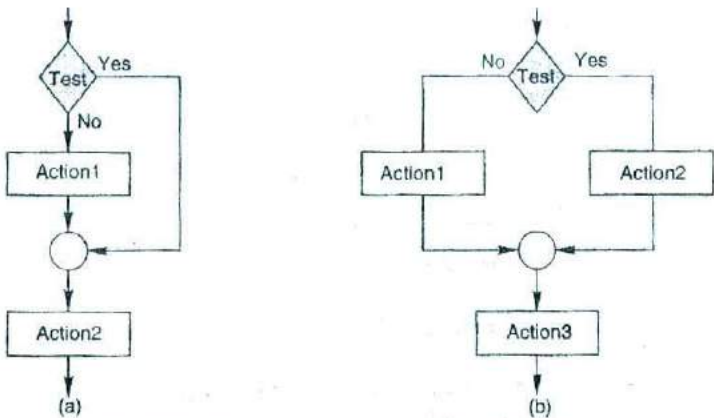 Test
Yes
No
Action1
Action2
(a)
No
Test
Yes
Action1
Action2
Action3
(b)